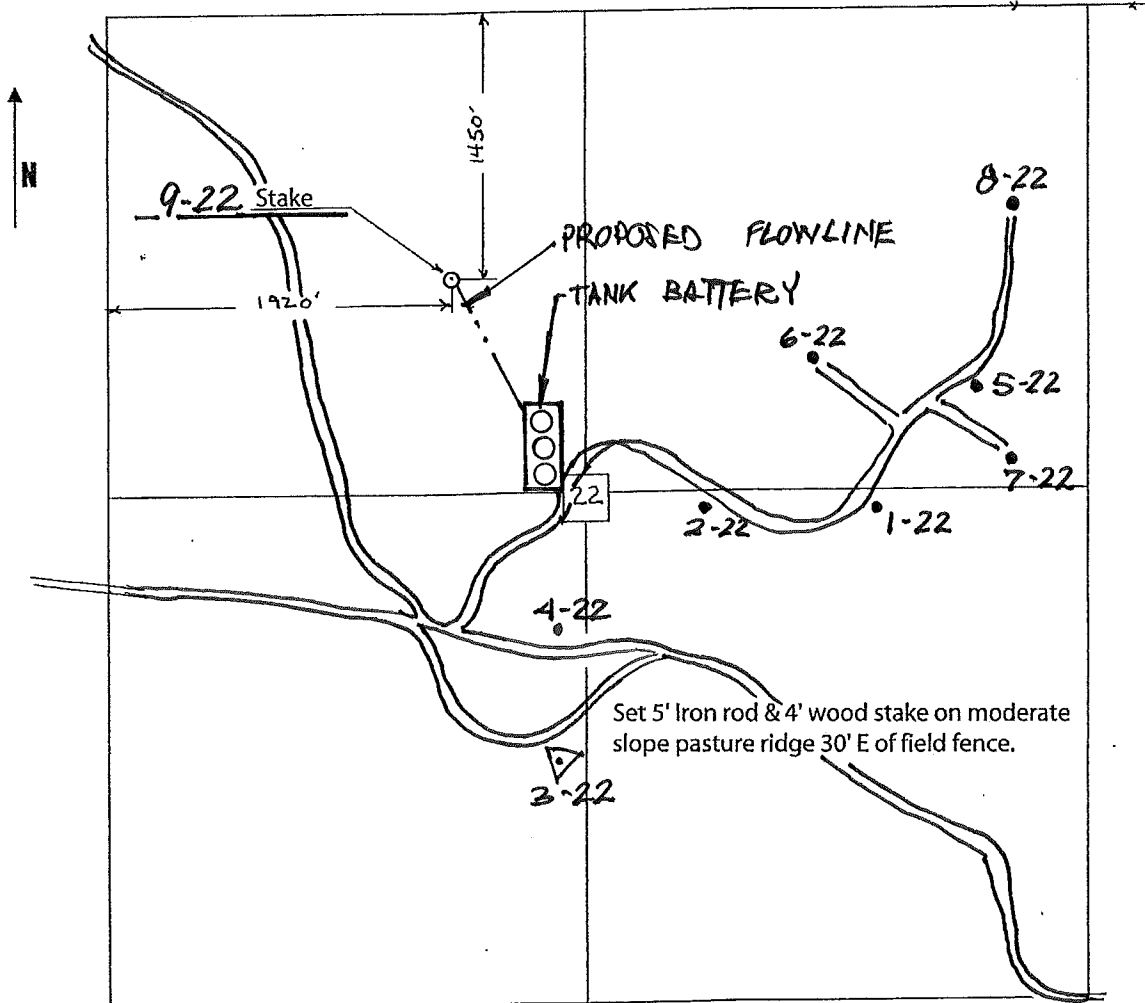 1450'
N
8-22
9-22 Stake
PROPOSED FLOWLINE
1920'
TANK BATTERY
6-22
5-22
7-22
22
2-22
1-22
4-22
Set 5' Iron rod & 4' wood stake on moderate
slope pasture ridge 30' E of field fence.
3-22